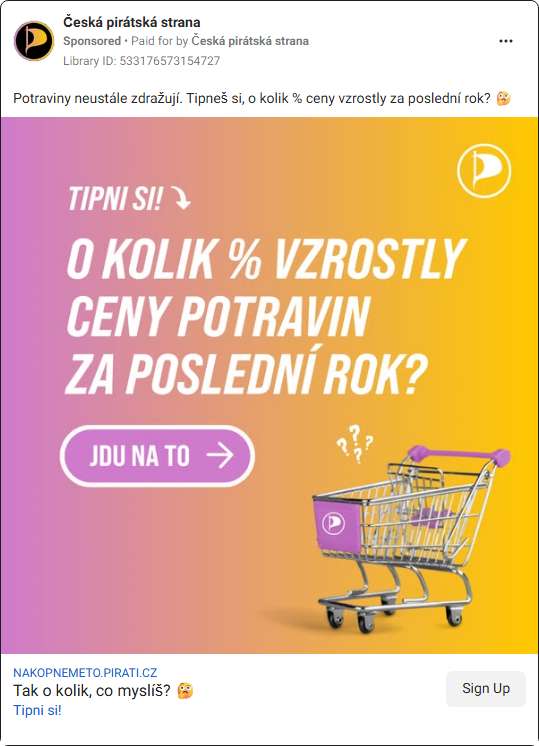 Česká pirátská strana
Sponsored • Paid for by Česká pirátská strana
Library ID: 533176573154727
Potraviny neustále zdražují. Tipneš si, o kolik % ceny vzrostly za poslední rok? 🫣
TIPNI SI!
O KOLIK % VZROSTLY
CENY POTRAVIN
ZA POSLEDNÍ ROK?
JDU NA TO →
????
NAKOPNEMETO.PIRATI.CZ
Tak o kolik, co myslíš? 🫣
Tipni si!
Sign Up